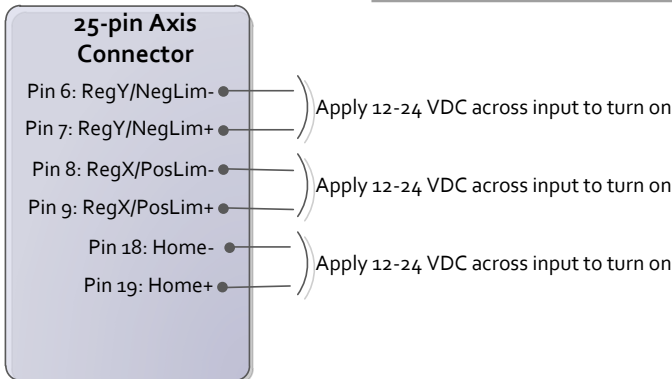 25-pin Axis
Connector
Pin 6: RegY/NegLim-
Apply 12-24 VDC across input to turn on
Pin 7: RegY/NegLim+
Pin 8: RegX/PosLim-
Apply 12-24 VDC across input to turn on
Pin 9: RegX/PosLim+
Pin 18: Home-
Apply 12-24 VDC across input to turn on
Pin 19: Home+